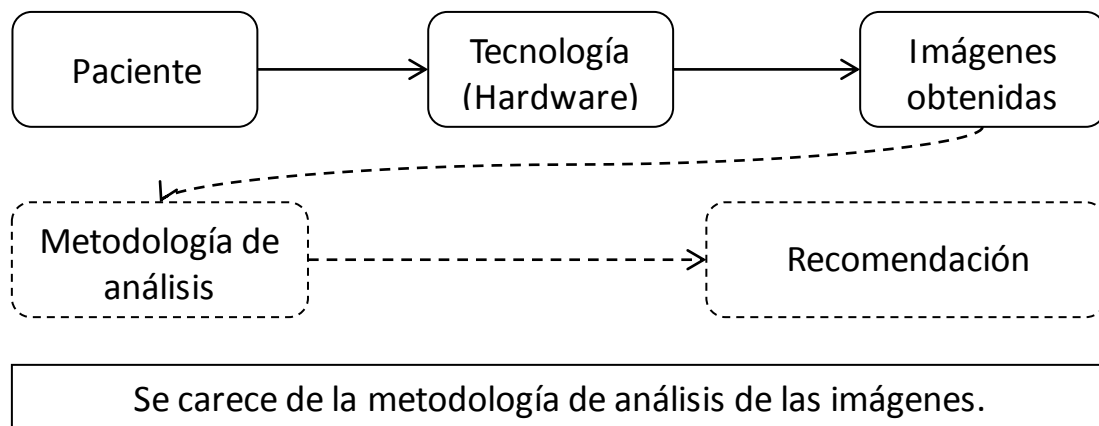 Paciente
Tecnología
(Hardware)
Imágenes
obtenidas
Metodología de
análisis
Recomendación
Se carece de la metodología de análisis de las imágenes.